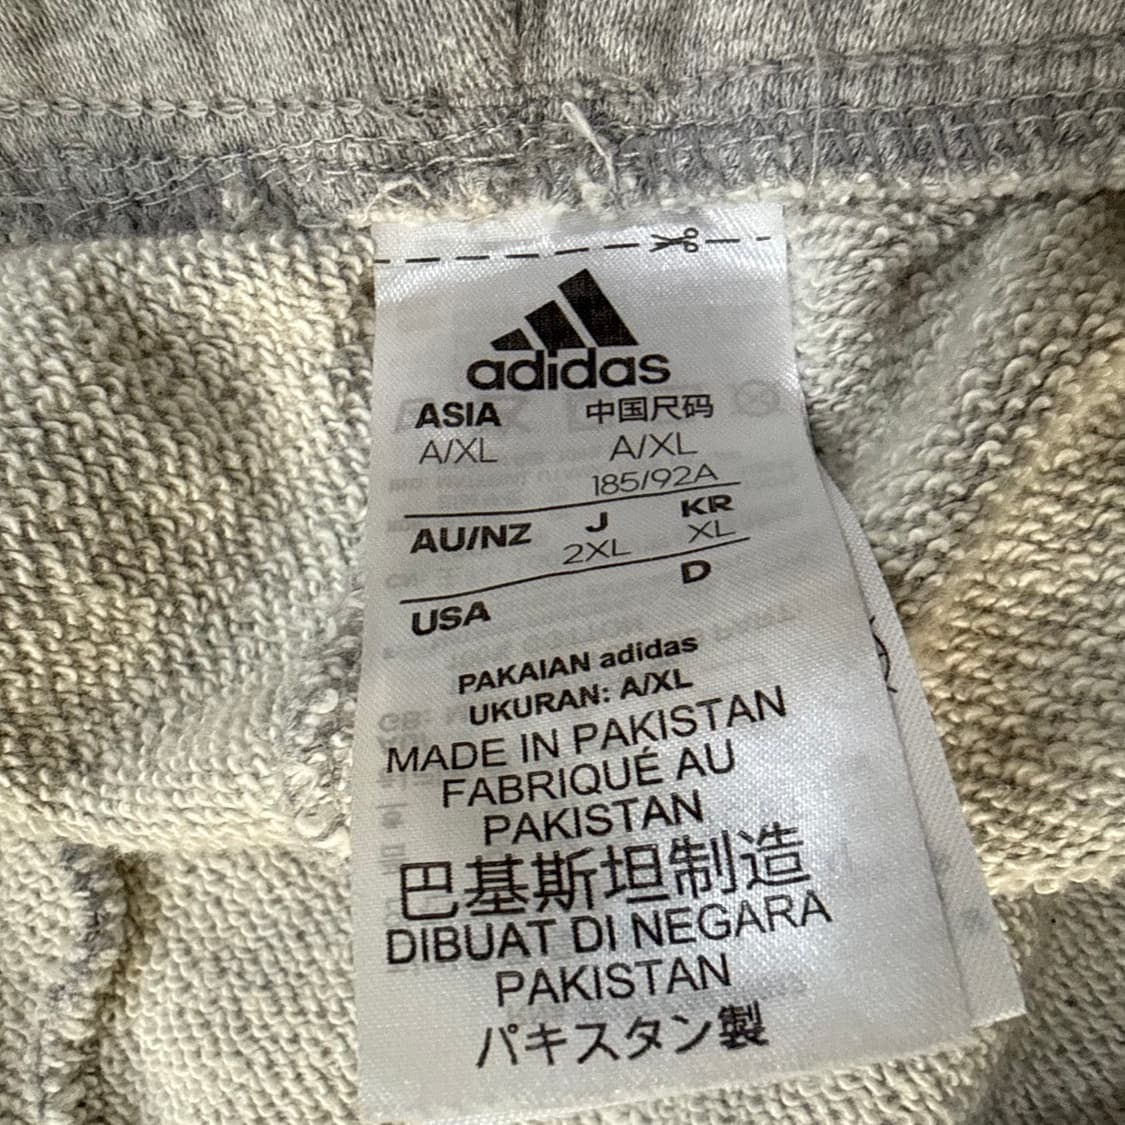 adidas
ASIA 中国尺码
A/XL A/XL
185/92A
AU/NZ J KR
2XL XL
USA D
PAKAIAN adidas
UKURAN: A/XL
MADE IN PAKISTAN
FABRIQUÉ AU
PAKISTAN
巴基斯坦制造
DIBUAT DI NEGARA
PAKISTAN
パキスタン製